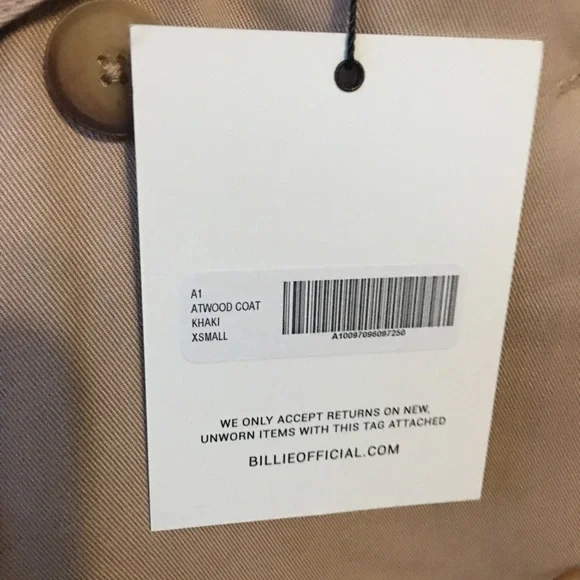 A1
ATWOOD COAT
KHAKI
XSMALL
A10097096097250
WE ONLY ACCEPT RETURNS ON NEW,
UNWORN ITEMS WITH THIS TAG ATTACHED
BILLIEOFFICIAL.COM